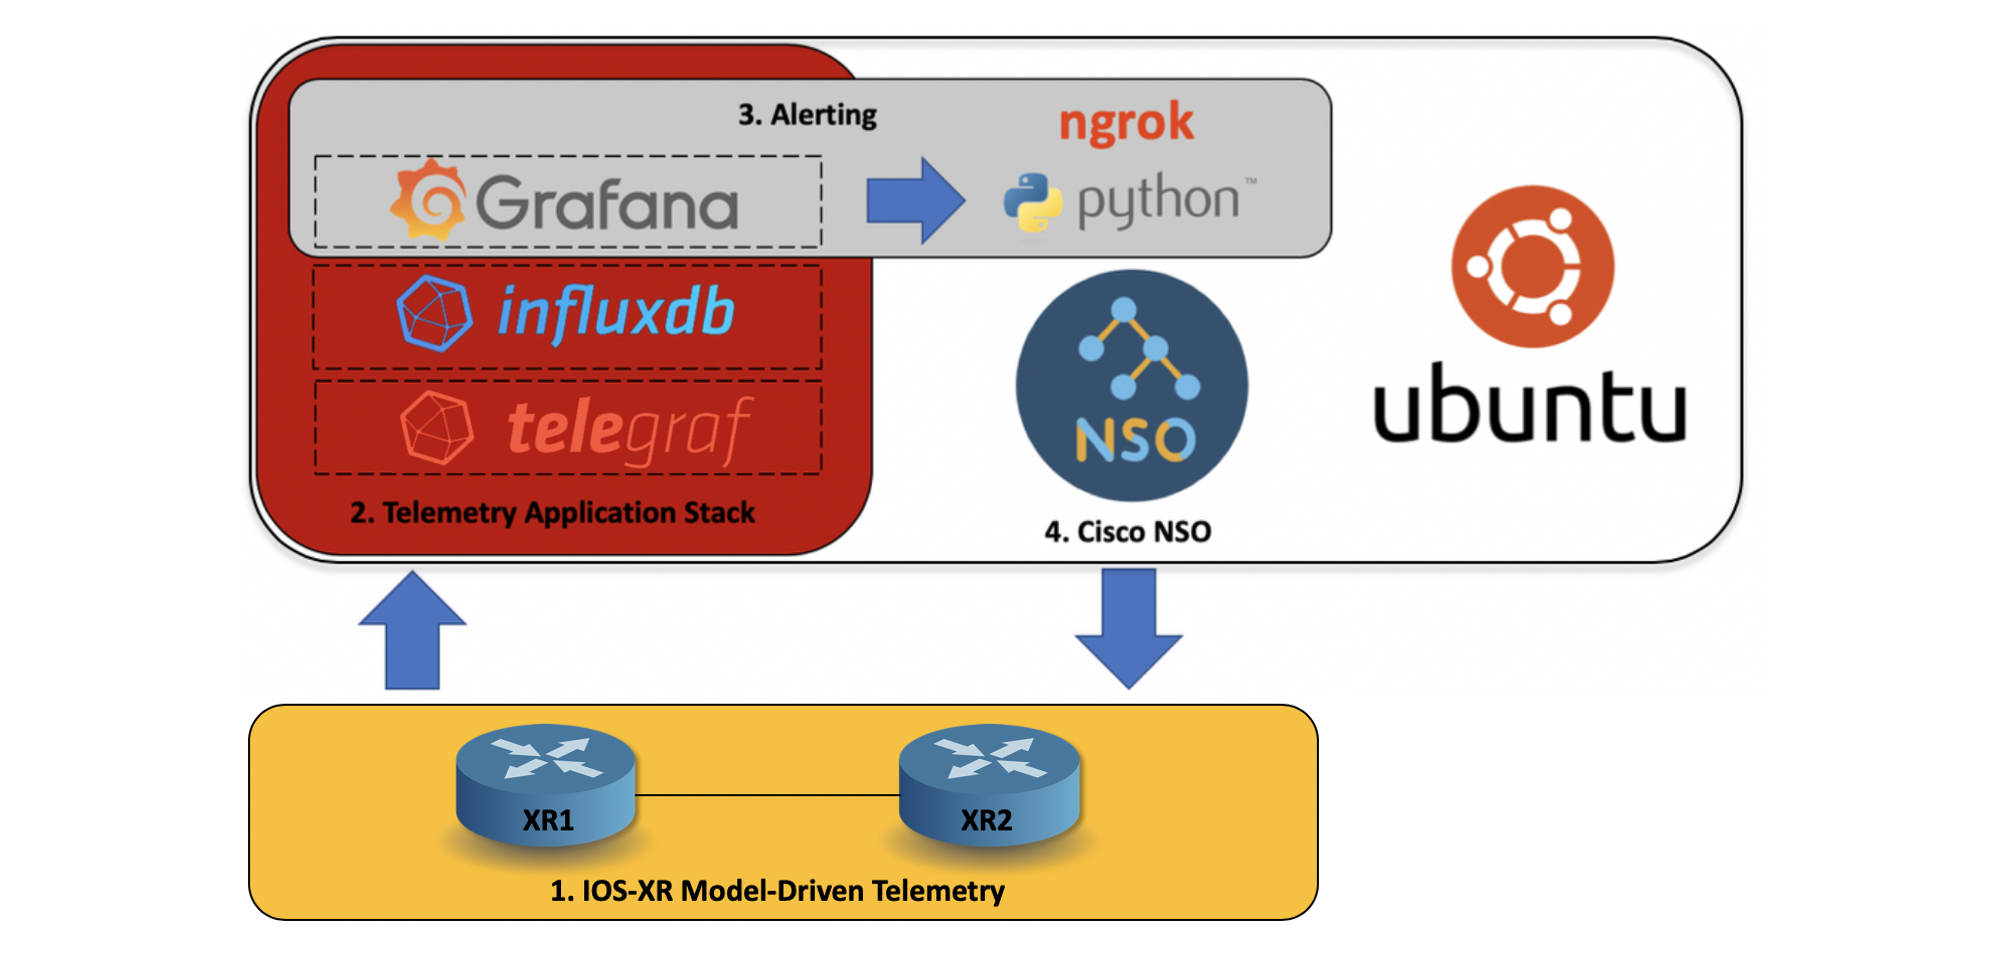 3. Alerting
ngrok
Grafana
python™
influxdb
telegraf
2. Telemetry Application Stack
NSO
4. Cisco NSO
ubuntu
XR1
XR2
1. IOS-XR Model-Driven Telemetry